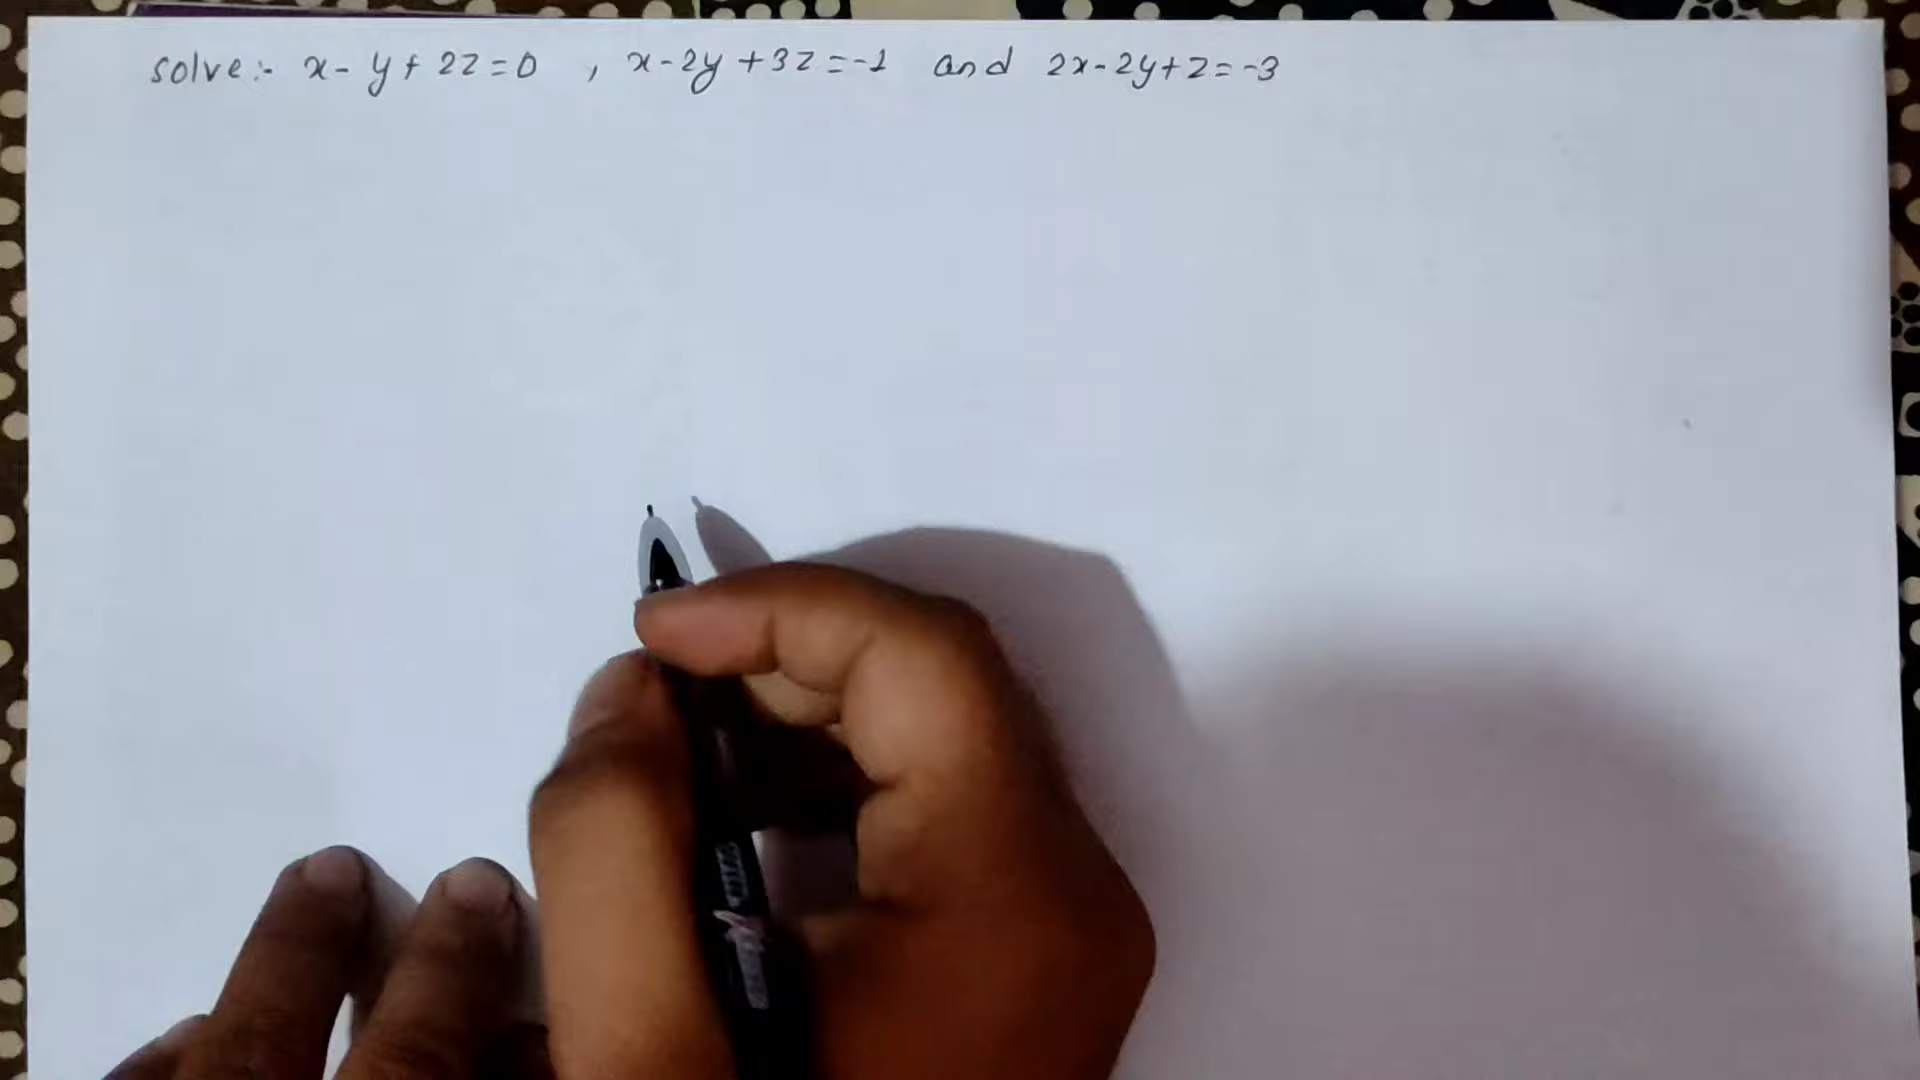 solve:- x - y + 2z = 0 , x - 2y + 3z = -1 and 2x - 2y + z = -3